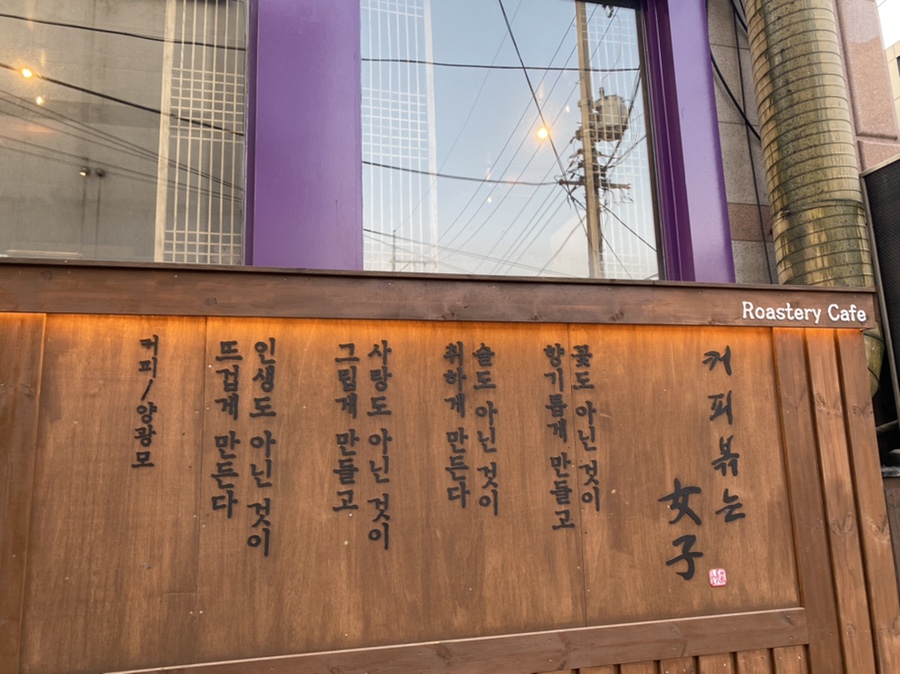 Roastery Cafe
커피볶는
女子
꽃도 아닌 것이
향기롭게 만들고
술도 아닌 것이
취하게 만든다
사랑도 아닌 것이
그립게 만들고
인생도 아닌 것이
뜨겁게 만든다
커피/양광모